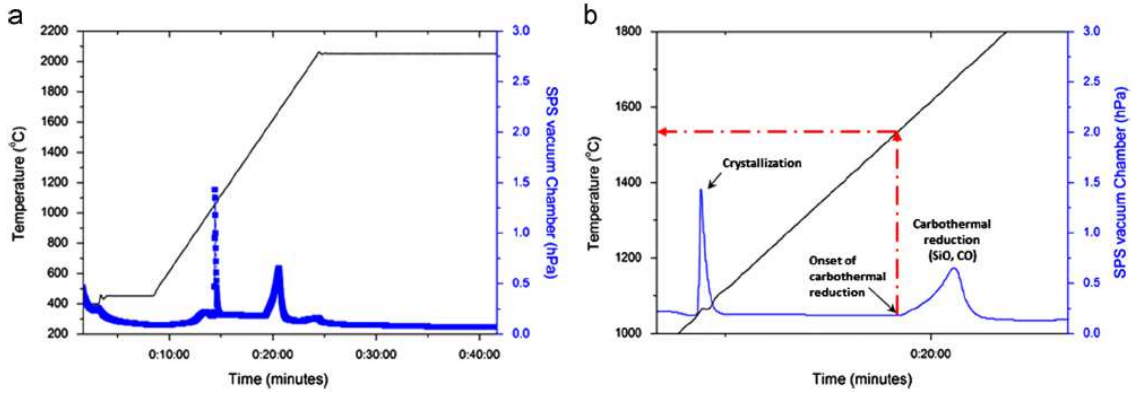 a
2200
2000
1800
1600
1400
1200
1000
800
600
400
200
Temperature (°C)
3.0
2.5
2.0
1.5
1.0
0.5
0.0
SPS vacuum Chamber (hPa)
0:10:00 0:20:00 0:30:00 0:40:00
Time (minutes)
b
1800
1600
1400
1200
1000
Temperature (°C)
Crystallization
Onset of
carbothermal
reduction
Carbothermal
reduction
(SiO, CO)
3.0
2.5
2.0
1.5
1.0
0.5
0.0
SPS vacuum Chamber (hPa)
0:20:00
Time (minutes)